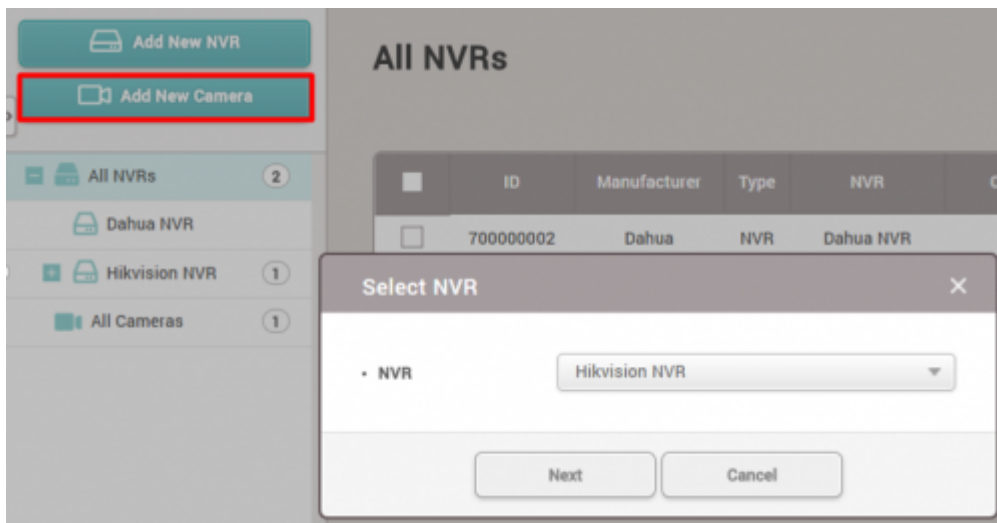 Add New NVR
Add New Camera
All NVRs 2
Dahua NVR
Hikvision NVR 1
All Cameras 1
All NVRs
ID Manufacturer Type NVR
700000002 Dahua NVR Dahua NVR
Select NVR
• NVR Hikvision NVR
Next Cancel